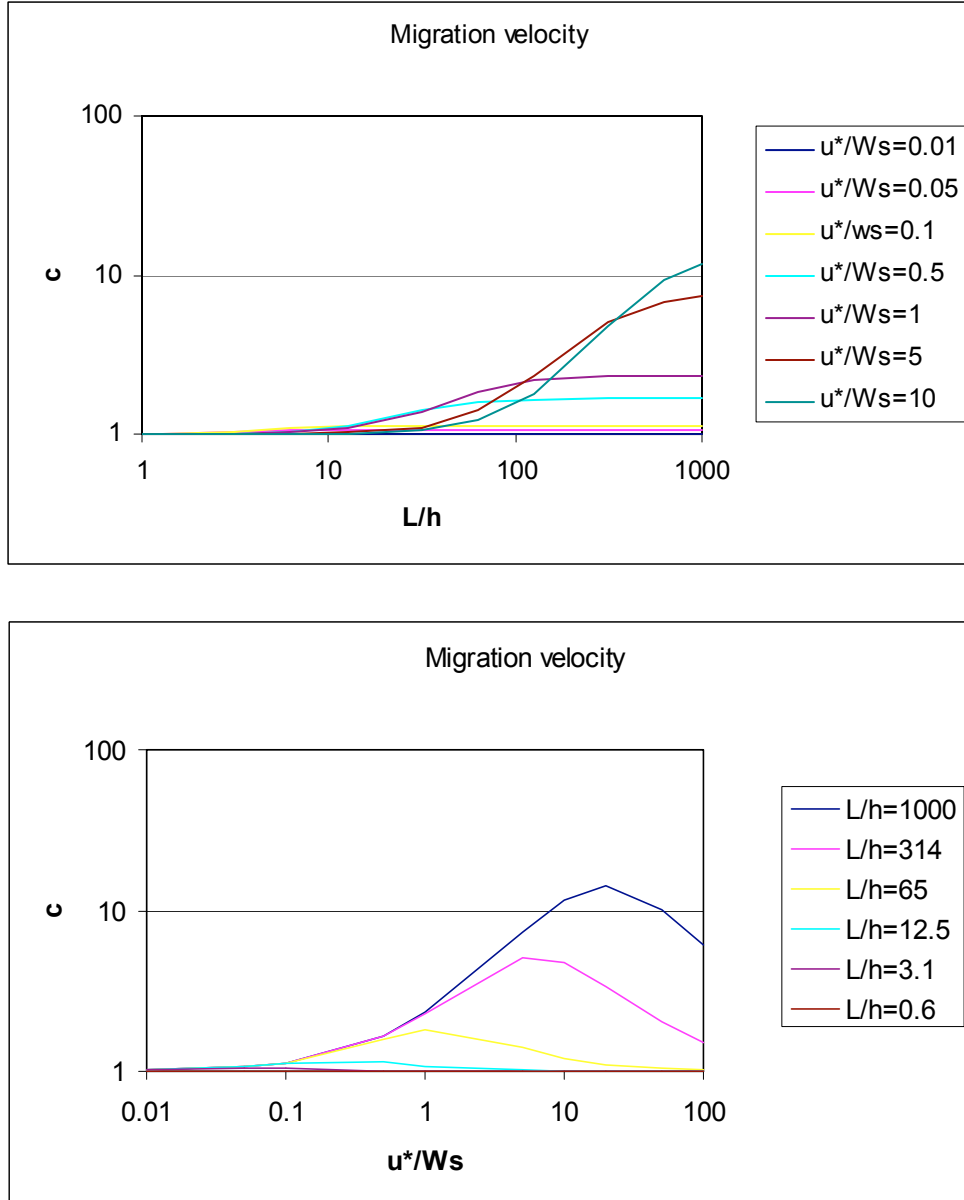 Migration velocity
100
10
1
c
1
10
100
1000
L/h
u*/Ws=0.01
u*/Ws=0.05
u*/ws=0.1
u*/Ws=0.5
u*/Ws=1
u*/Ws=5
u*/Ws=10
Migration velocity
100
10
1
c
0.01
0.1
1
10
100
u*/Ws
L/h=1000
L/h=314
L/h=65
L/h=12.5
L/h=3.1
L/h=0.6